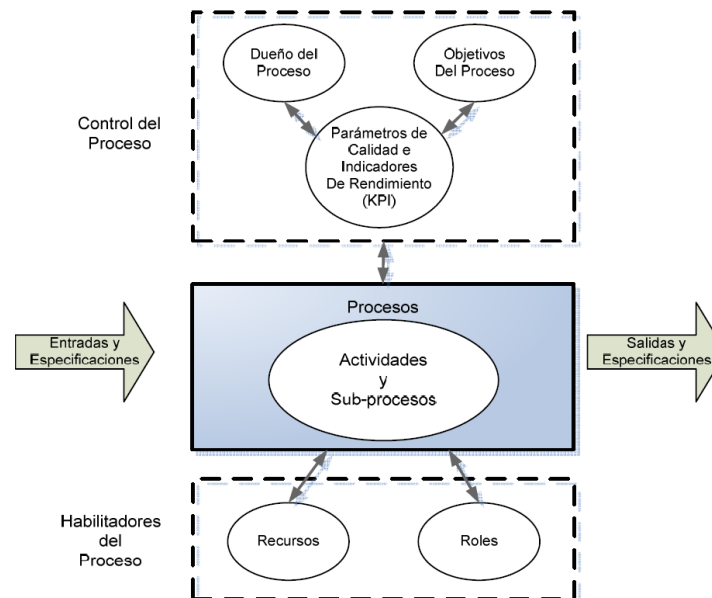 Dueño del
Proceso
Objetivos
Del Proceso
Control del
Proceso
Parámetros de
Calidad e
Indicadores
De Rendimiento
(KPI)
Procesos
Entradas y
Especificaciones
Actividades
y
Sub-procesos
Salidas y
Especificaciones
Habilitadores
del
Proceso
Recursos
Roles